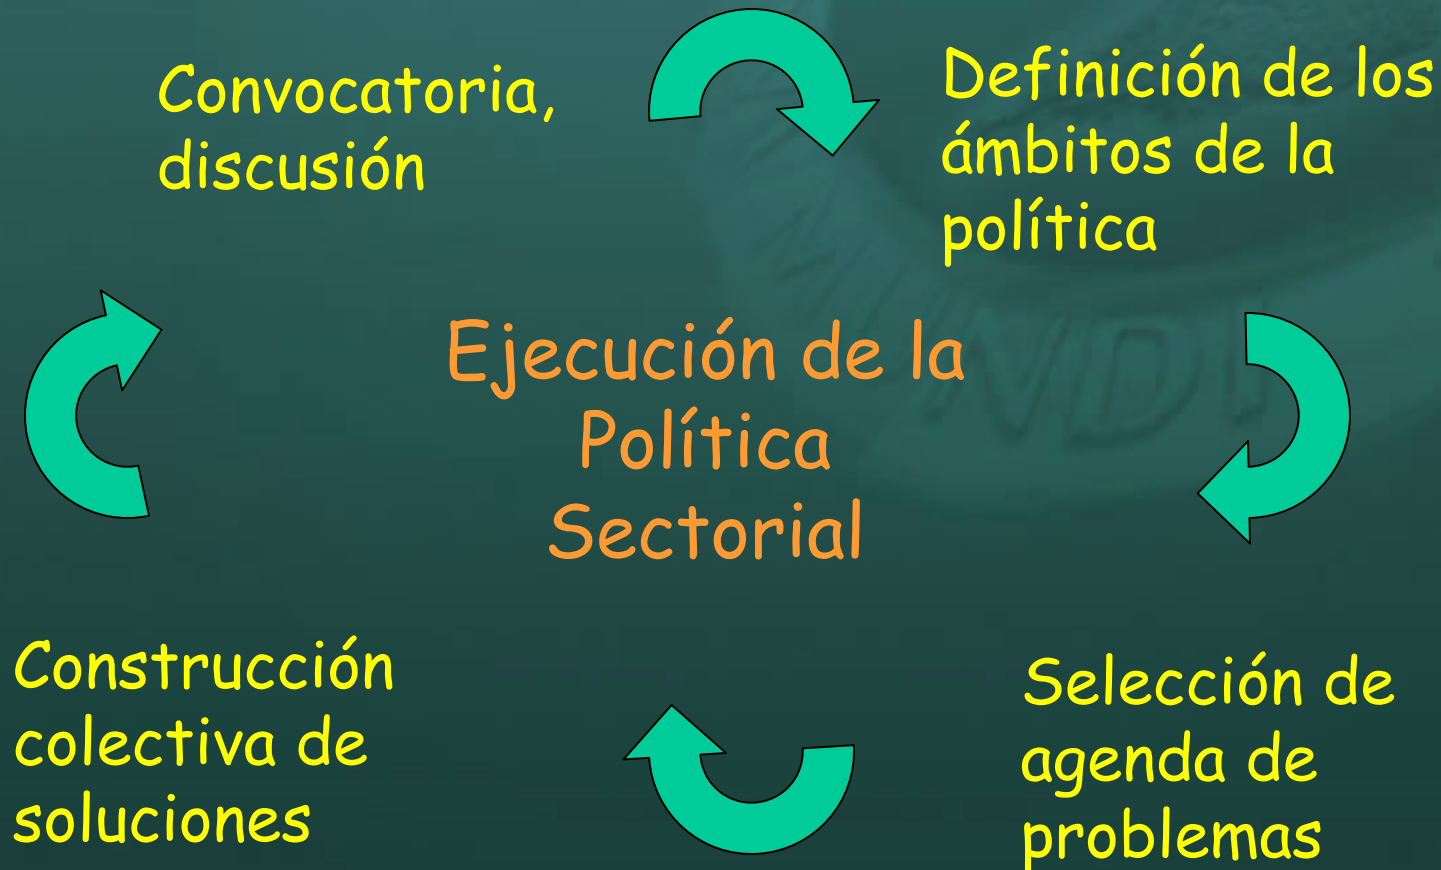 Convocatoria,
discusión
Definición de los
ámbitos de la
política
Ejecución de la
Política
Sectorial
Construcción
colectiva de
soluciones
Selección de
agenda de
problemas